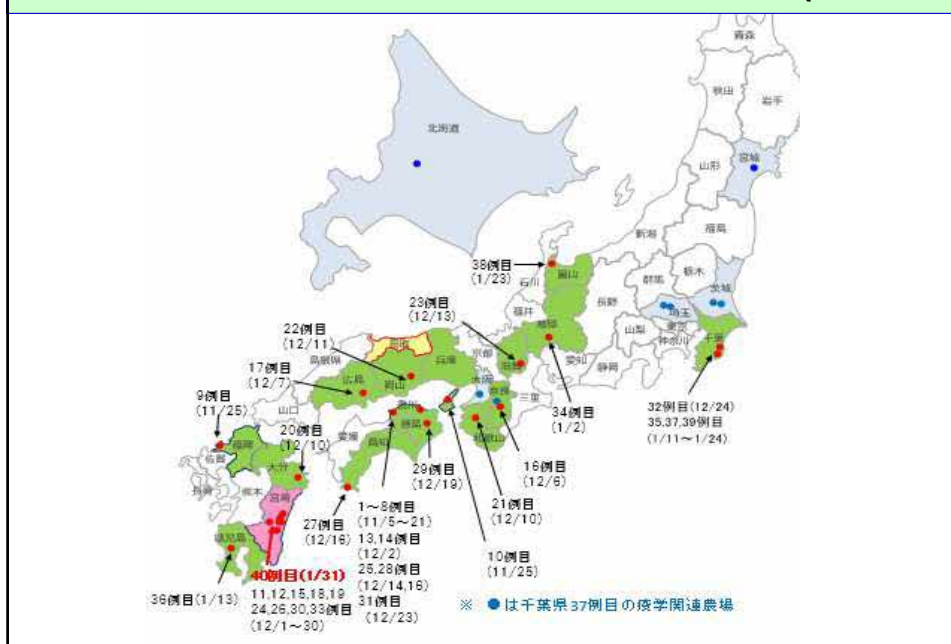 青森
秋田
岩手
北海道
宮城
山形
福島
新潟
38例目
(1/23)
石川
富山
群馬
栃木
茨城
23例目
(12/13)
福井
長野
埼玉
岐阜
山梨
東京
千葉
22例目
(12/11)
神奈川
鳥取
京都
滋賀
愛知
静岡
島根県
兵庫
17例目
(12/7)
広島
岡山
大阪
奈良
三重
9例目
(11/25)
山口
香川
34例目
(1/2)
32例目(12/24)
35,37,39例目
(1/11～1/24)
20例目
(12/10)
愛媛
徳島
高知
和歌山
福岡
佐賀
大分
長崎
熊本
29例目
(12/19)
16例目
(12/6)
宮崎
1～8例目
(11/5～21)
21例目
(12/10)
27例目
(12/16)
13,14例目
(12/2)
10例目
(11/25)
鹿児島
25,28例目
(12/14,16)
40例目(1/31)
31例目
(12/23)
36例目(1/13)
11,12,15,18,19
24,26,30,33例目
(12/1～30)
※ ●は千葉県37例目の疫学関連農場